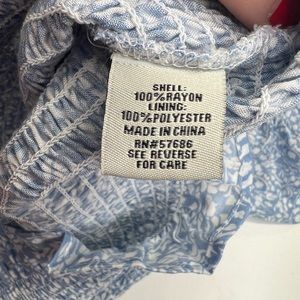 SHELL:
100%RAYON
LINING:
100%POLYESTER
MADE IN CHINA
RN#57686
SEE REVERSE
FOR CARE